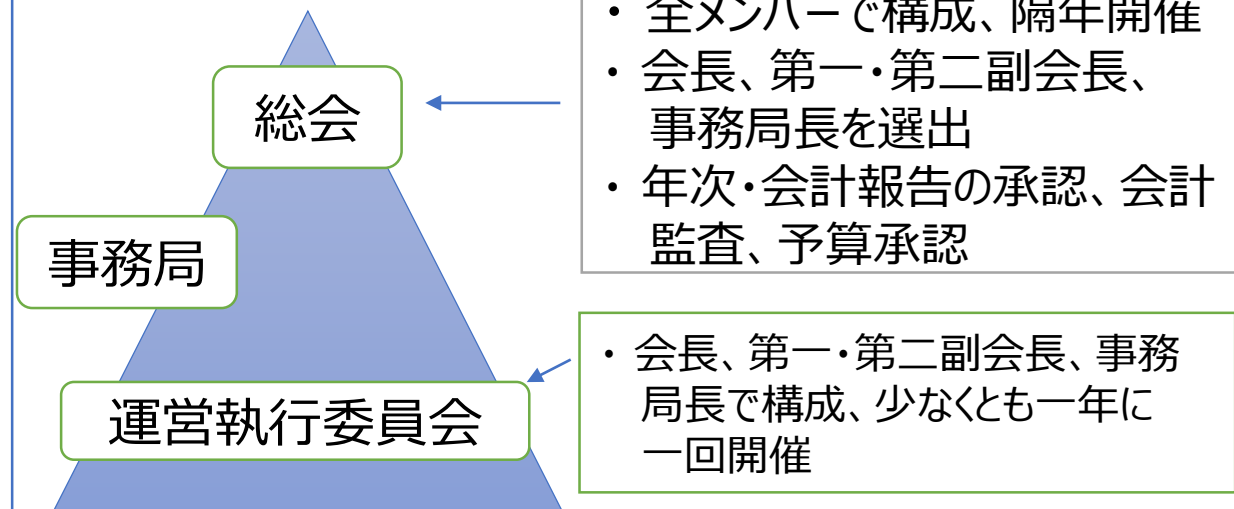 ・ 全メンバーで構成、隔年開催
・ 会長、第一・第二副会長、
事務局長を選出
・ 年次・会計報告の承認、会計
監査、予算承認
総会
事務局
・ 会長、第一・第二副会長、事務
局長で構成、少なくとも一年に
一回開催
運営執行委員会